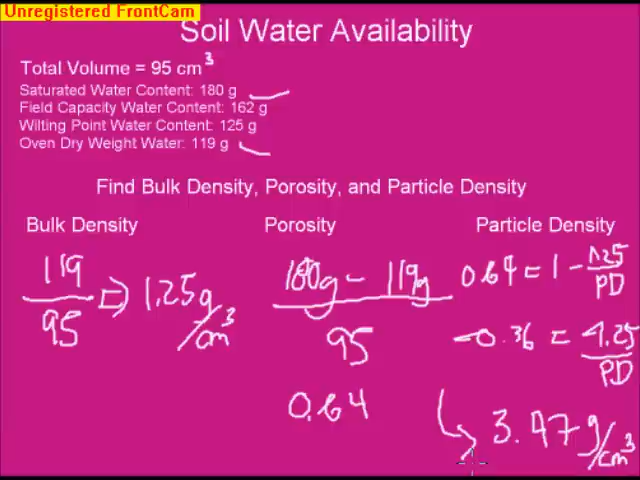 Unregistered FrontCam
Soil Water Availability
Total Volume = 95 cm³
Saturated Water Content: 180 g
Field Capacity Water Content: 162 g
Wilting Point Water Content: 125 g
Oven Dry Weight Water: 119 g
Find Bulk Density, Porosity, and Particle Density
Bulk Density
119
95
⇒ 1.25 g/cm³
Porosity
180g - 119g
95
0.64
Particle Density
0.64 = 1 - 1.25
PD
-0.36 = -1.25
PD
3.47 g/cm³